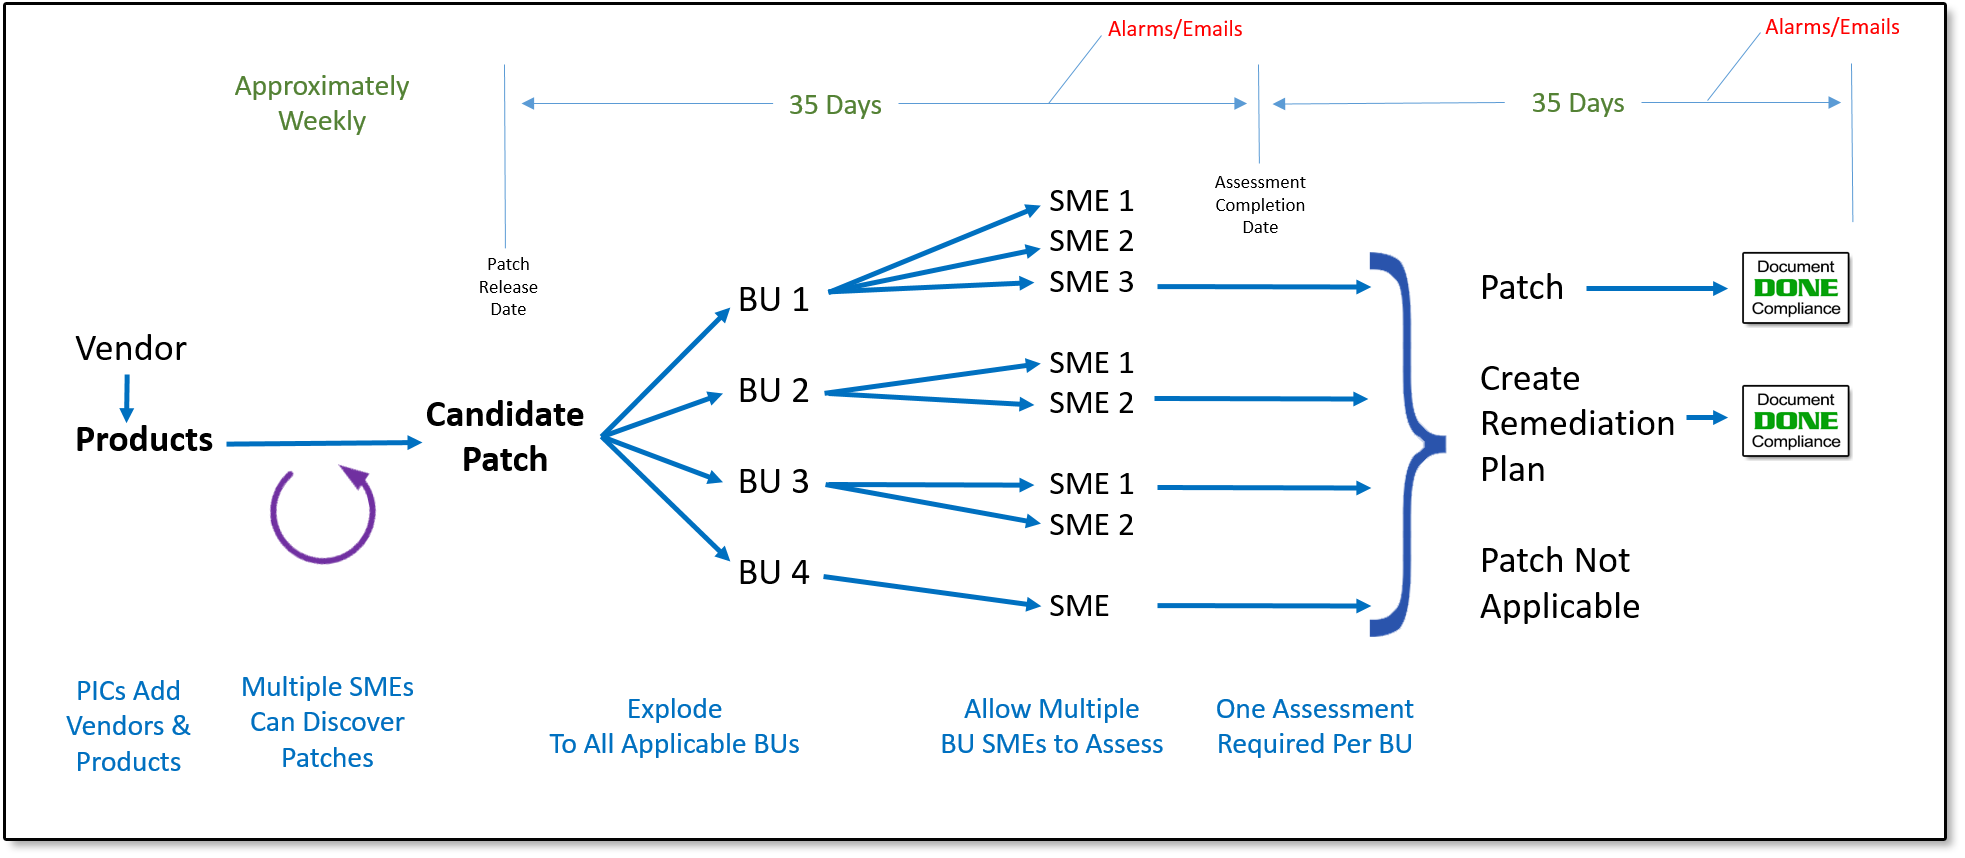 Alarms/Emails
Alarms/Emails
Approximately
Weekly
35 Days
35 Days
Patch
Release
Date
Assessment
Completion
Date
Vendor
Products
Candidate
Patch
BU 1
BU 2
BU 3
BU 4
SME 1
SME 2
SME 3
SME 1
SME 2
SME 1
SME 2
SME
Patch
Create
Remediation
Plan
Patch Not
Applicable
Document
DONE
Compliance
Document
DONE
Compliance
PICs Add
Vendors &
Products
Multiple SMEs
Can Discover
Patches
Explode
To All Applicable BUs
Allow Multiple
BU SMEs to Assess
One Assessment
Required Per BU